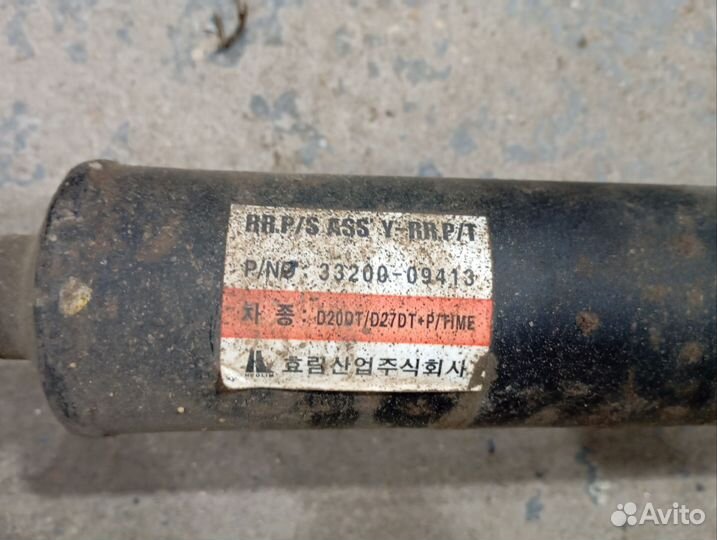 RR.P/S ASS'Y-RR.P/T
P/NO : 33200-09413
차 종 : D20DT/D27DT+P/TIME
효림산업주식회사
HYOLIM
Avito